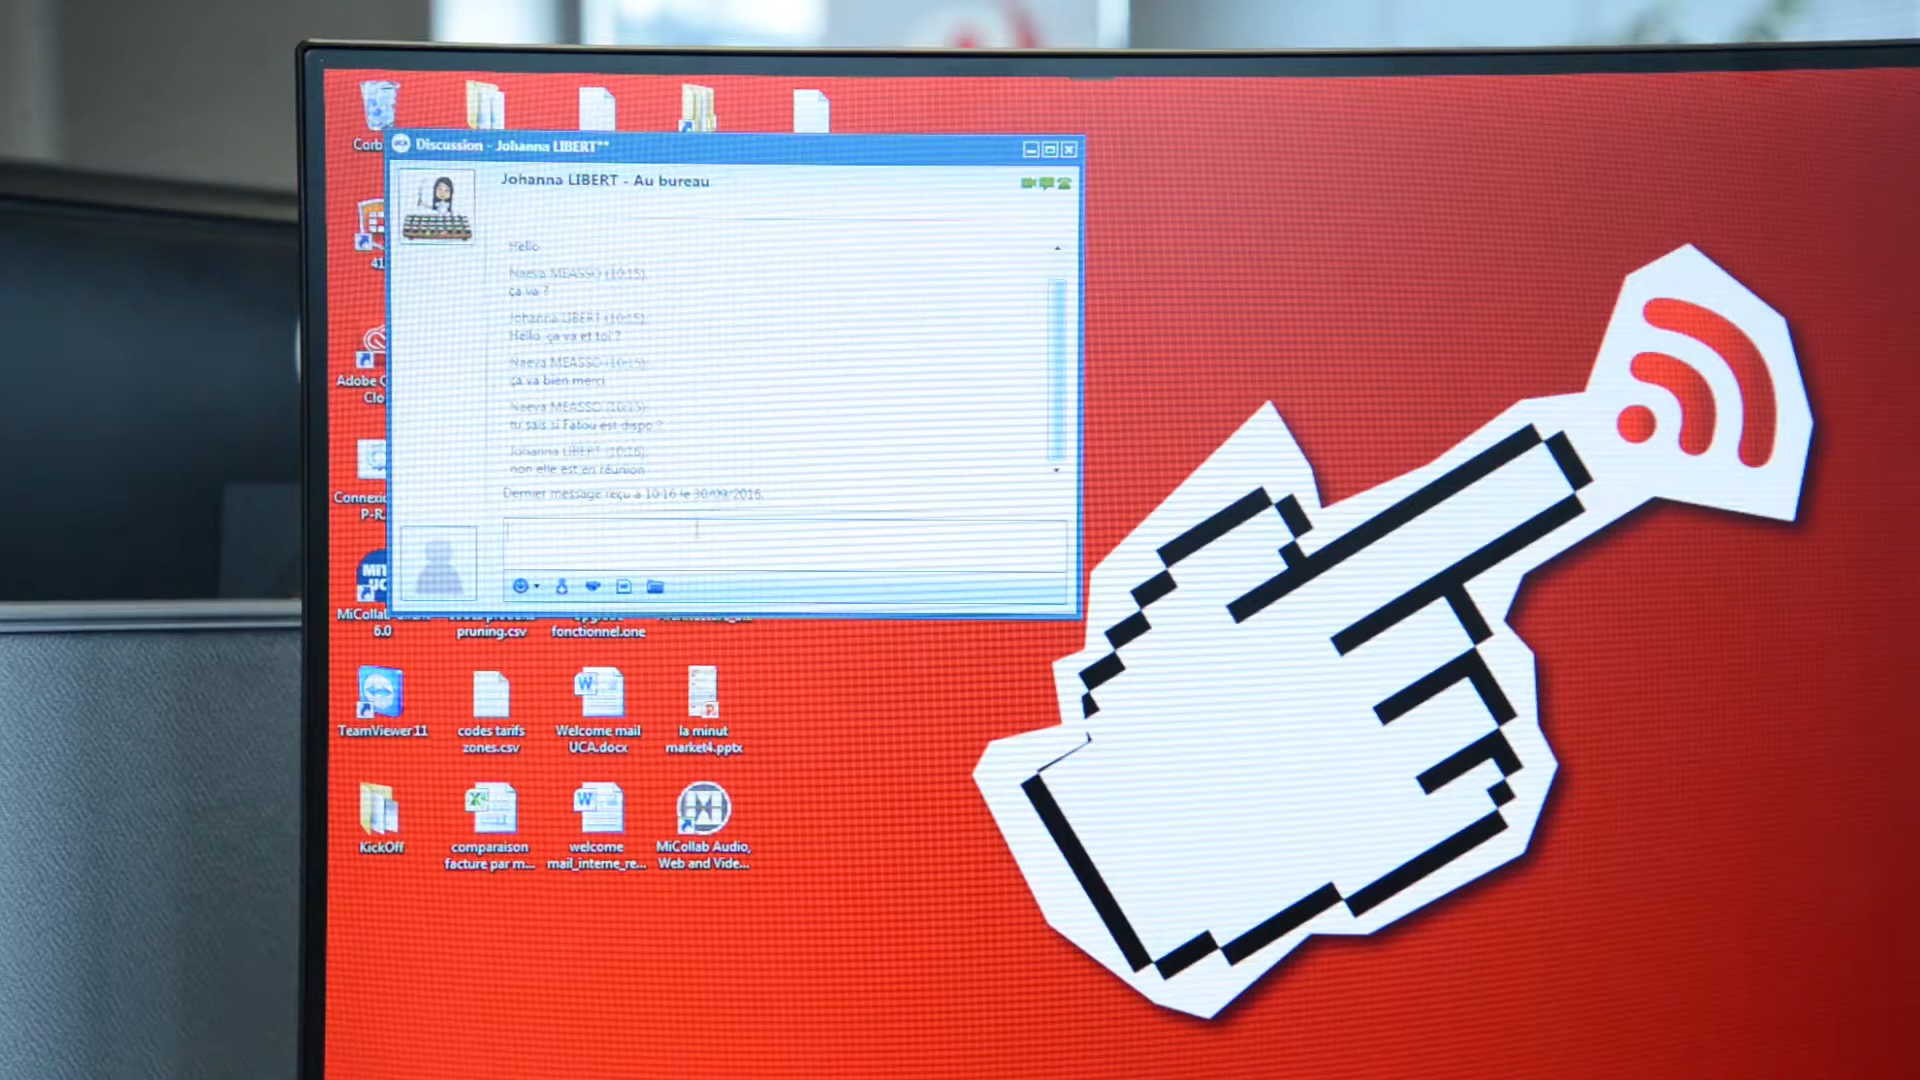 Discussion - Johanna LIBERT**
Johanna LIBERT - Au bureau
Hello
Naeva MEASSO (10:15):
ça va ?
Johanna LIBERT (10:15):
Hello, ça va et toi ?
Naeva MEASSO (10:15):
ça va bien merci
Naeva MEASSO (10:15):
tu sais si Fatou est dispo ?
Johanna LIBERT (10:16):
non elle est en réunion
Dernier message reçu à 10:16 le 30/09/2016.
Corb
41
Adobe C
Clo
Connexi
P-R
MIT
UC
MiCollab
6.0
pruning.csv
fonctionnel.one
TeamViewer 11
codes tarifs
zones.csv
Welcome mail
UCA.docx
la minut
market4.pptx
KickOff
comparaison
facture par m...
welcome
mail_interne_re...
MiCollab Audio,
Web and Vide...